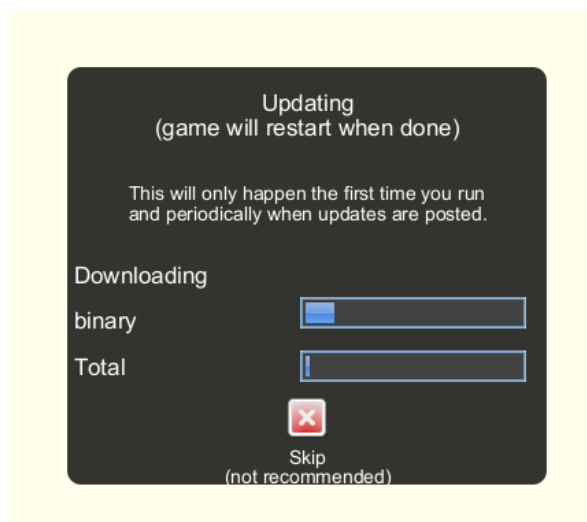 Updating
(game will restart when done)
This will only happen the first time you run
and periodically when updates are posted.
Downloading
binary
Total
Skip
(not recommended)